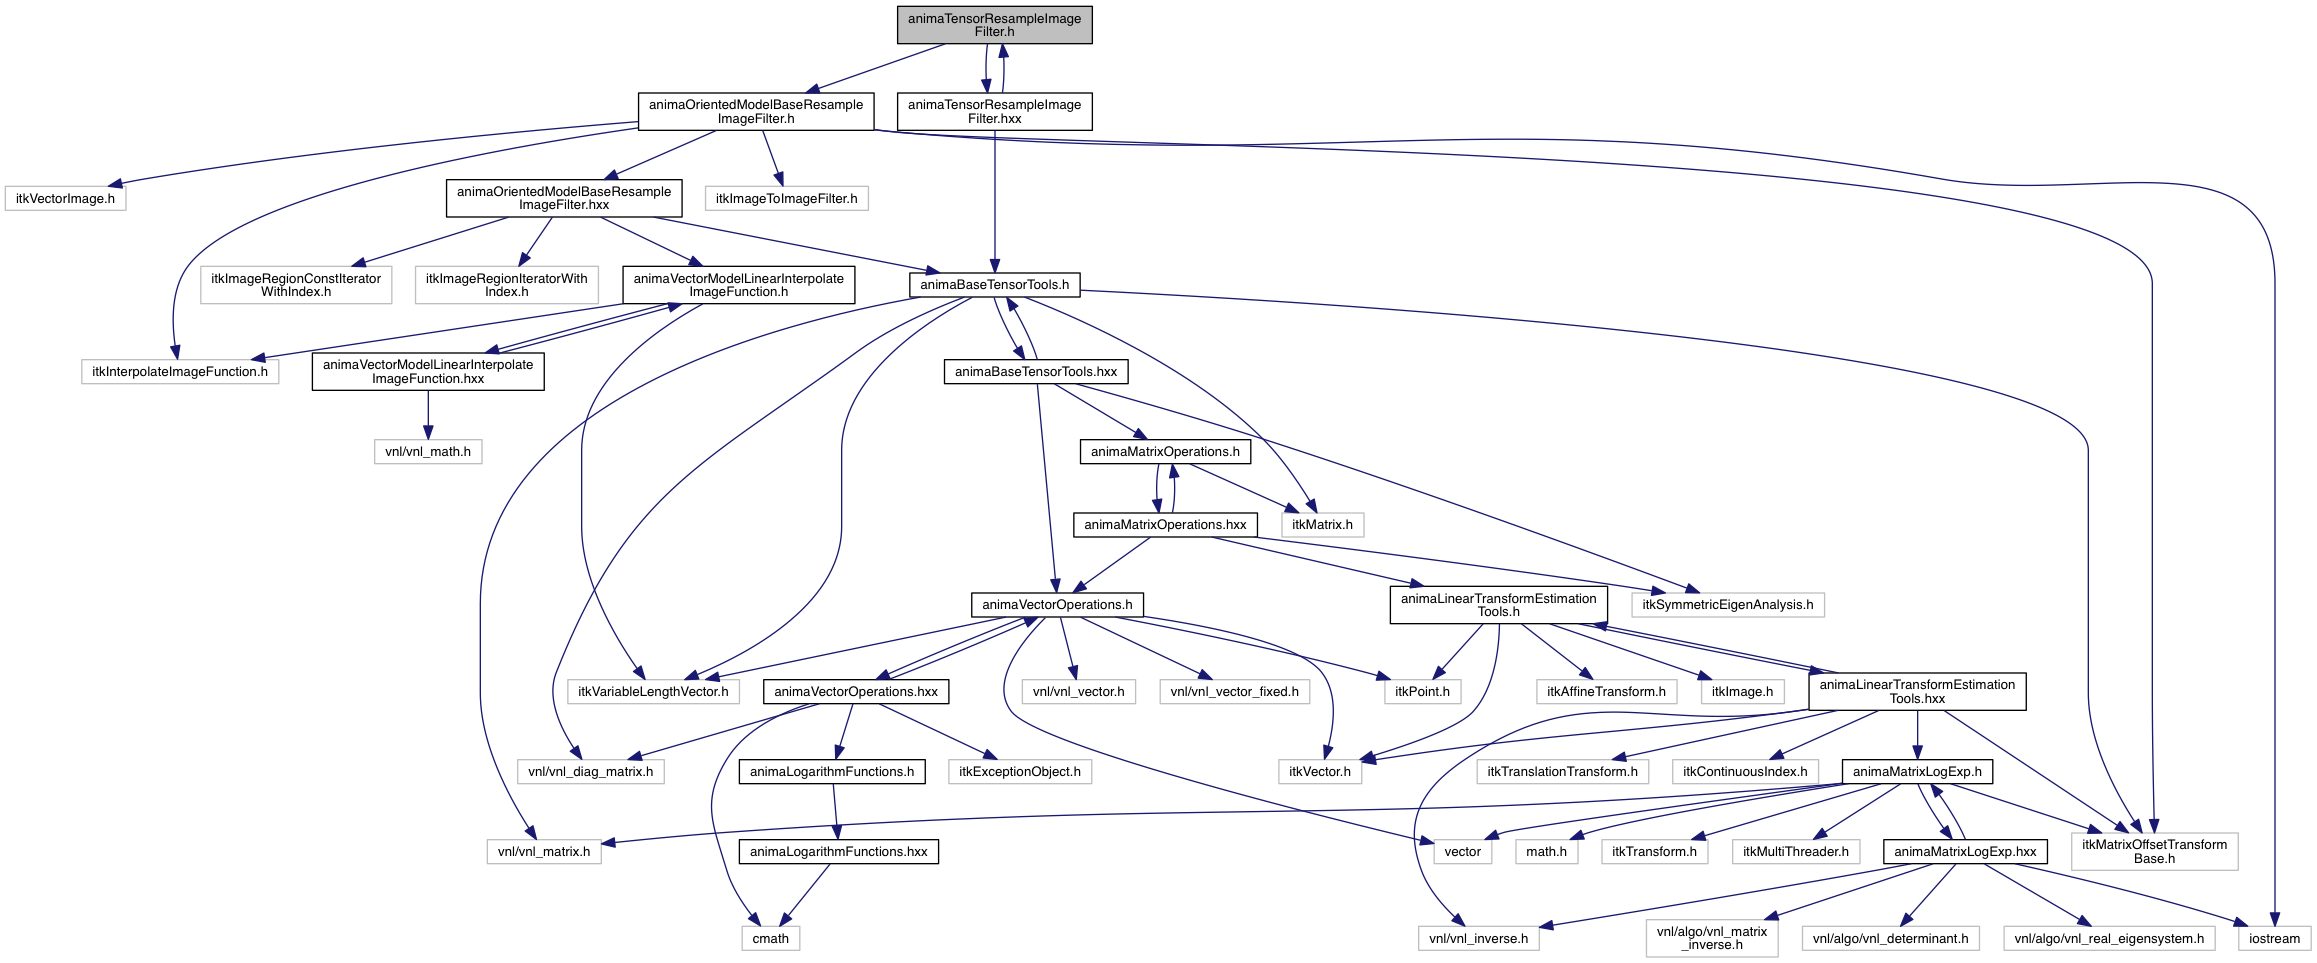 animaTensorResampleImage
Filter.h
animaOrientedModelBaseResample
ImageFilter.h
animaTensorResampleImage
Filter.hxx
itkVectorImage.h
animaOrientedModelBaseResample
ImageFilter.hxx
itkImageToImageFilter.h
itkImageRegionConstIterator
WithIndex.h
itkImageRegionIteratorWith
Index.h
animaVectorModelLinearInterpolate
ImageFunction.h
animaBaseTensorTools.h
itkInterpolateImageFunction.h
animaVectorModelLinearInterpolate
ImageFunction.hxx
animaBaseTensorTools.hxx
vnl/vnl_math.h
animaMatrixOperations.h
animaMatrixOperations.hxx
itkMatrix.h
animaVectorOperations.h
animaLinearTransformEstimation
Tools.h
itkSymmetricEigenAnalysis.h
itkVariableLengthVector.h
animaVectorOperations.hxx
vnl/vnl_vector.h
vnl/vnl_vector_fixed.h
itkPoint.h
itkAffineTransform.h
itkImage.h
animaLinearTransformEstimation
Tools.hxx
vnl/vnl_diag_matrix.h
animaLogarithmFunctions.h
itkExceptionObject.h
itkVector.h
itkTranslationTransform.h
itkContinuousIndex.h
animaMatrixLogExp.h
vnl/vnl_matrix.h
animaLogarithmFunctions.hxx
vector
math.h
itkTransform.h
itkMultiThreader.h
animaMatrixLogExp.hxx
itkMatrixOffsetTransform
Base.h
cmath
vnl/vnl_inverse.h
vnl/algo/vnl_matrix
_inverse.h
vnl/algo/vnl_determinant.h
vnl/algo/vnl_real_eigensystem.h
iostream